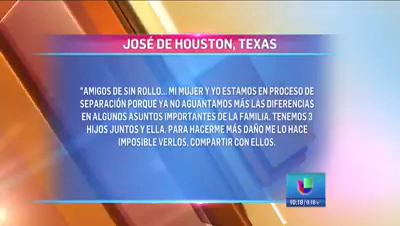 JOSÉ DE HOUSTON, TEXAS
"AMIGOS DE SIN ROLLO... MI MUJER Y YO ESTAMOS EN PROCESO DE
SEPARACIÓN PORQUE YA NO AGUANTAMOS MÁS LAS DIFERENCIAS
EN ALGUNOS ASUNTOS IMPORTANTES DE LA FAMILIA. TENEMOS 3
HIJOS JUNTOS Y ELLA. PARA HACERME MÁS DAÑO ME LO HACE
IMPOSIBLE VERLOS, COMPARTIR CON ELLOS.
10:18 / 9:18 c